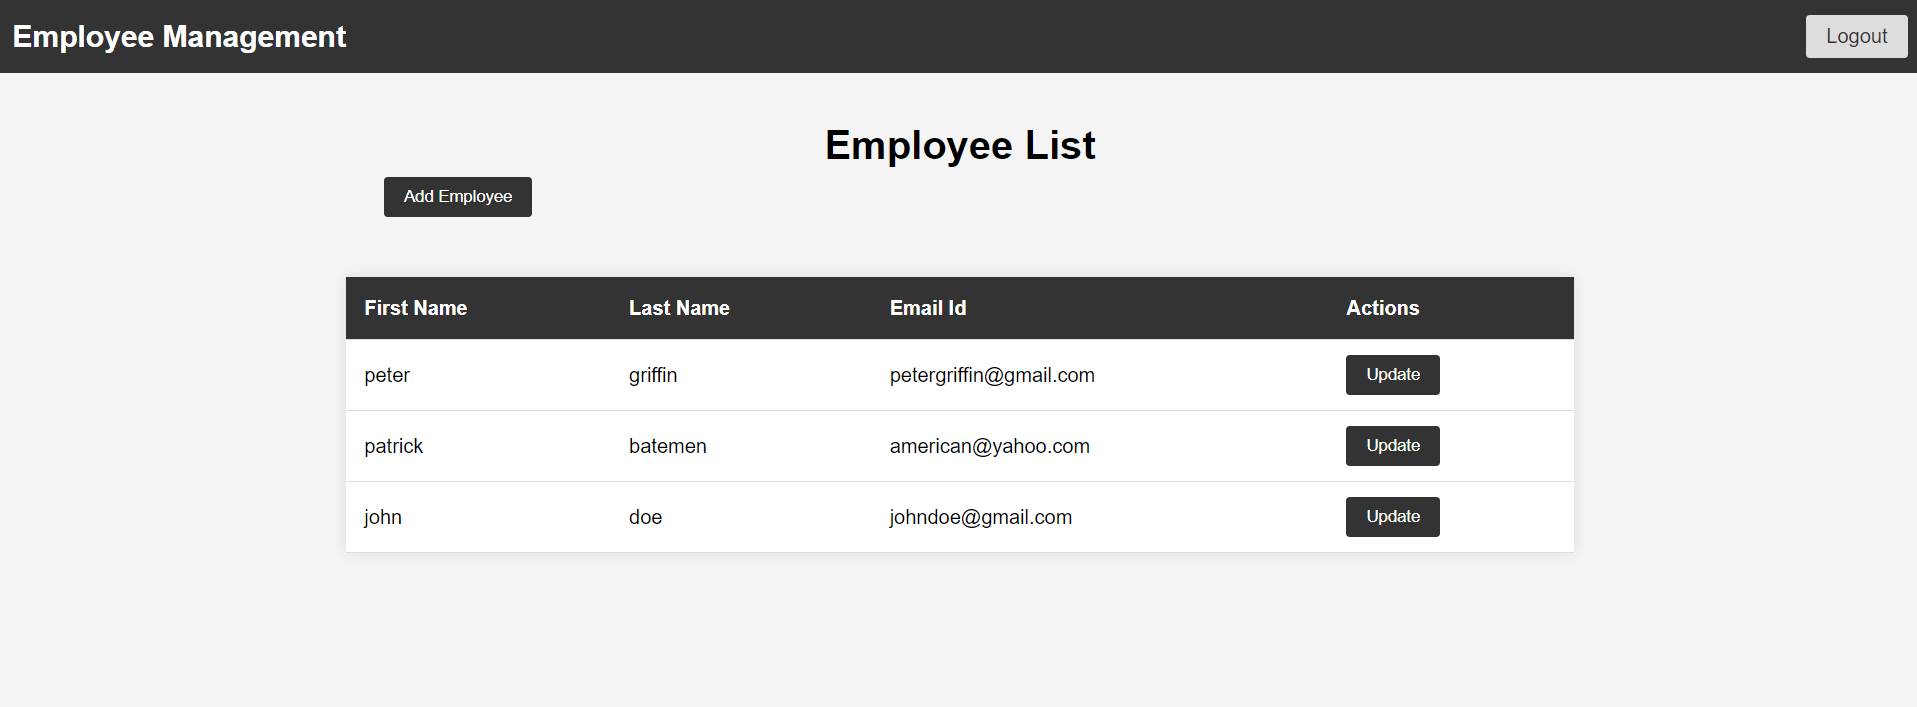 Employee Management Logout
Employee List
Add Employee
First Name Last Name Email Id Actions
peter griffin petergriffin@gmail.com Update
patrick batemen american@yahoo.com Update
john doe johndoe@gmail.com Update